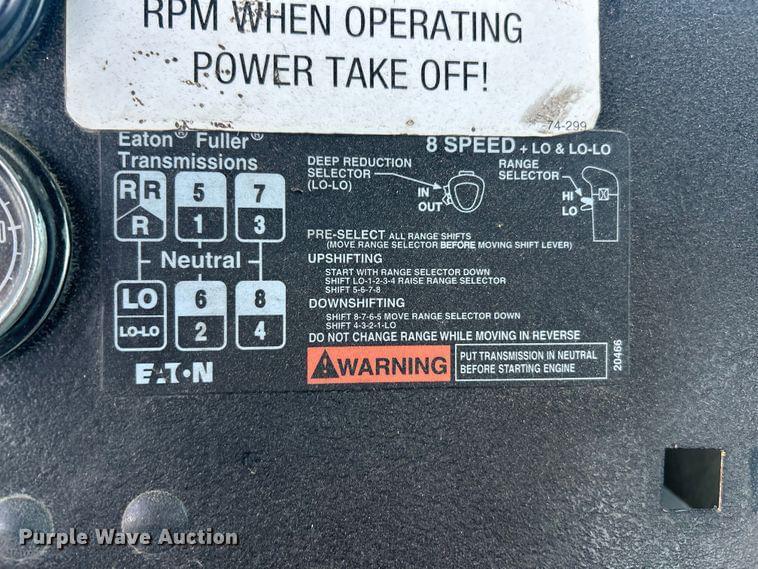 RPM WHEN OPERATING
POWER TAKE OFF!
74-299
Eaton® Fuller®
Transmissions
8 SPEED + LO & LO-LO
DEEP REDUCTION
SELECTOR
(LO-LO)
IN
OUT
RANGE
SELECTOR
HI
LO
R R
R
5
1
7
3
Neutral
LO
LO-LO
6
2
8
4
PRE-SELECT ALL RANGE SHIFTS
(MOVE RANGE SELECTOR BEFORE MOVING SHIFT LEVER)
UPSHIFTING
START WITH RANGE SELECTOR DOWN
SHIFT LO-1-2-3-4 RAISE RANGE SELECTOR
SHIFT 5-6-7-8
DOWNSHIFTING
SHIFT 8-7-6-5 MOVE RANGE SELECTOR DOWN
SHIFT 4-3-2-1-LO
DO NOT CHANGE RANGE WHILE MOVING IN REVERSE
WARNING
PUT TRANSMISSION IN NEUTRAL
BEFORE STARTING ENGINE
20466
EATON
Purple Wave Auction